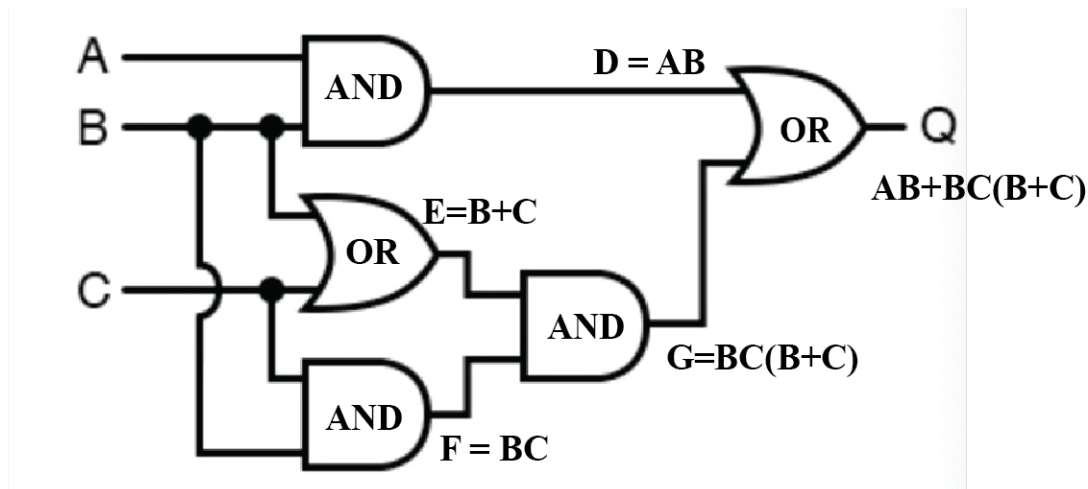 A
AND
D = AB
B
OR
Q
AB+BC(B+C)
E=B+C
OR
C
AND
G=BC(B+C)
AND
F = BC